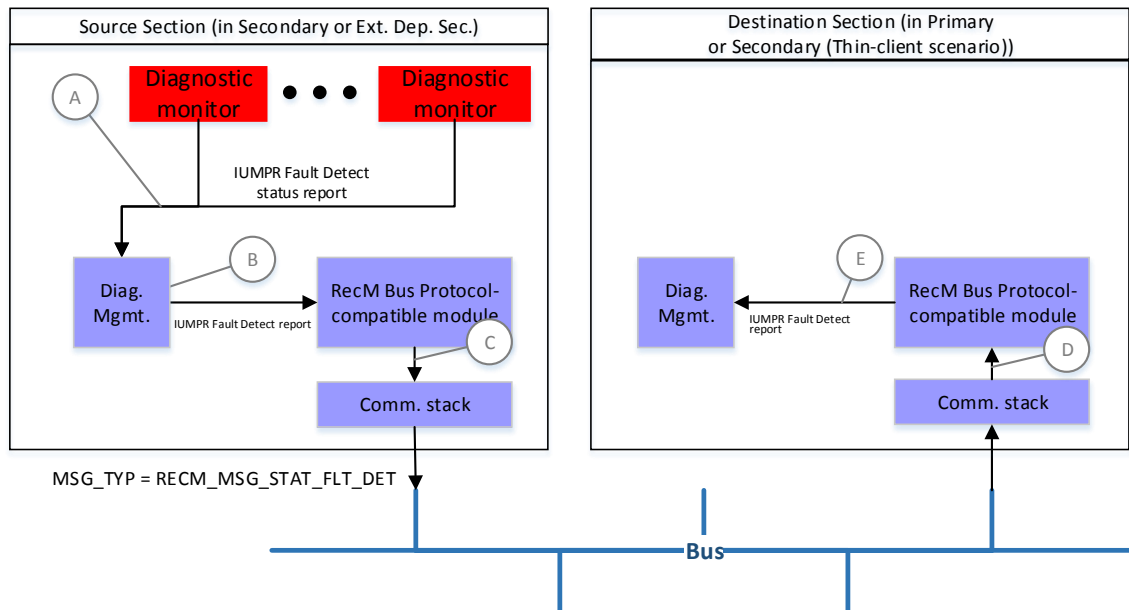 Source Section (in Secondary or Ext. Dep. Sec.)
Diagnostic
monitor
Diagnostic
monitor
A
IUMPR Fault Detect
status report
B
Diag.
Mgmt.
IUMPR Fault Detect report
RecM Bus Protocol-
compatible module
C
Comm. stack
MSG_TYP = RECM_MSG_STAT_FLT_DET
Destination Section (in Primary
or Secondary (Thin-client scenario))
E
Diag.
Mgmt.
IUMPR Fault Detect
report
RecM Bus Protocol-
compatible module
D
Comm. stack
Bus